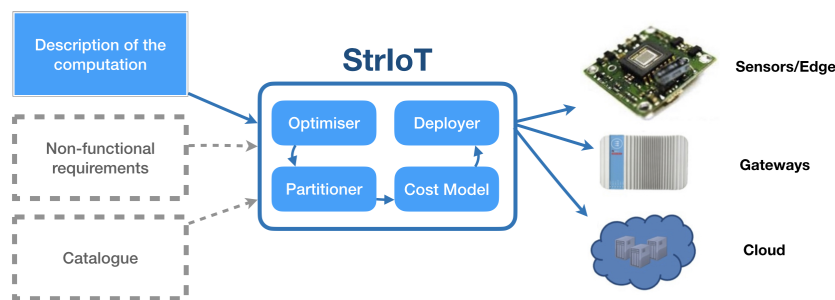 Description of the
computation
Non-functional
requirements
Catalogue
StrIoT
Optimiser
Deployer
Partitioner
Cost Model
Sensors/Edge
Gateways
Cloud